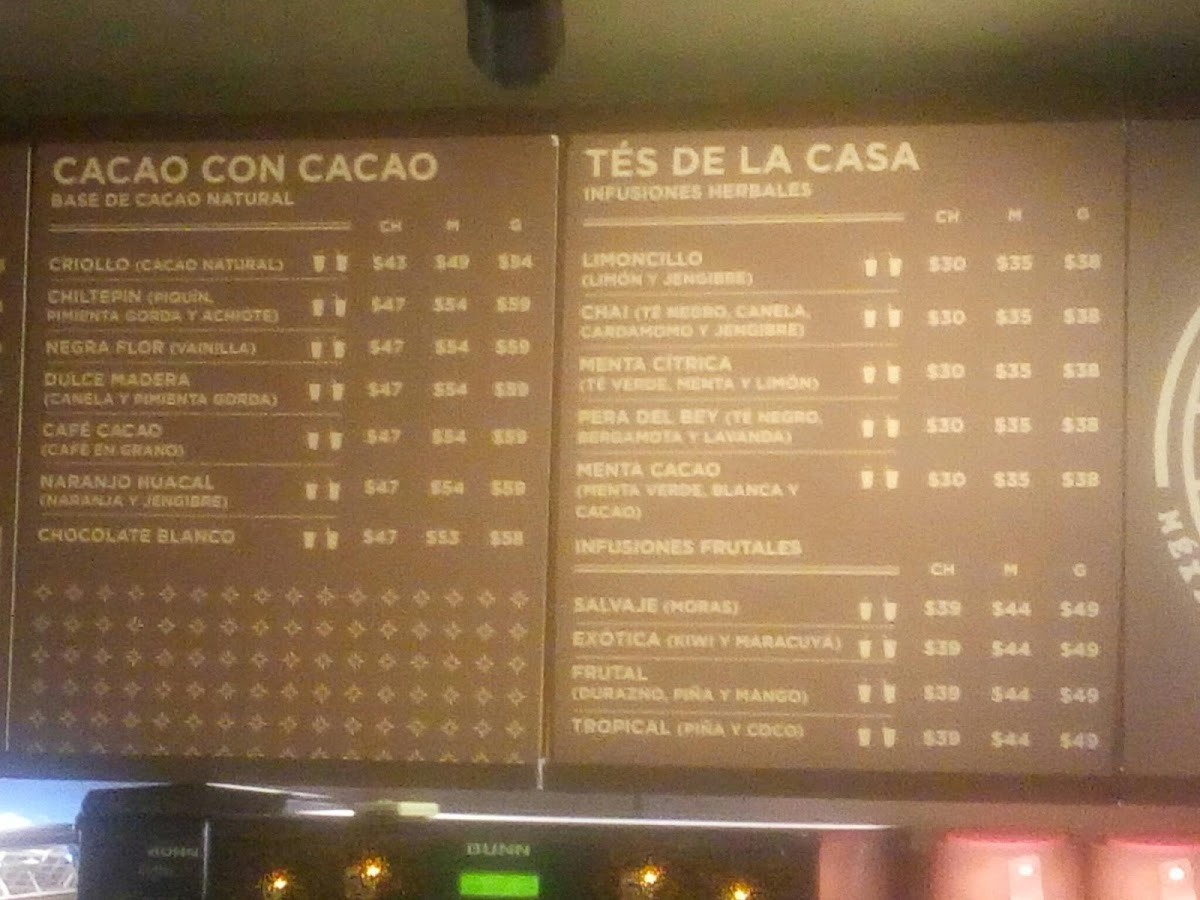 CACAO CON CACAO
BASE DE CACAO NATURAL
CH M G
CRIOLLO (CACAO NATURAL) $43 $49 $54
CHILTEPIN (PIQUÍN,
PIMIENTA GORDA Y ACHIOTE) $47 $54 $59
NEGRA FLOR (VAINILLA) $47 $54 $59
DULCE MADERA
(CANELA Y PIMIENTA GORDA) $47 $54 $59
CAFÉ CACAO
(CAFÉ EN GRANO) $47 $54 $59
NARANJO HUACAL
(NARANJA Y JENGIBRE) $47 $54 $59
CHOCOLATE BLANCO $47 $53 $58
TÉS DE LA CASA
INFUSIONES HERBALES
CH M G
LIMONCILLO
(LIMÓN Y JENGIBRE) $30 $35 $38
CHAI (TÉ NEGRO, CANELA,
CARDAMOMO Y JENGIBRE) $30 $35 $38
MENTA CÍTRICA
(TÉ VERDE, MENTA Y LIMÓN) $30 $35 $38
PERA DEL BEY (TÉ NEGRO,
BERGAMOTA Y LAVANDA) $30 $35 $38
MENTA CACAO
(MENTA VERDE, BLANCA Y
CACAO) $30 $35 $38
INFUSIONES FRUTALES
CH M G
SALVAJE (MORAS) $39 $44 $49
EXÓTICA (KIWI Y MARACUYA) $39 $44 $49
FRUTAL
(DURAZNO, PIÑA Y MANGO) $39 $44 $49
TROPICAL (PIÑA Y COCO) $39 $44 $49
BUNN
BUNN